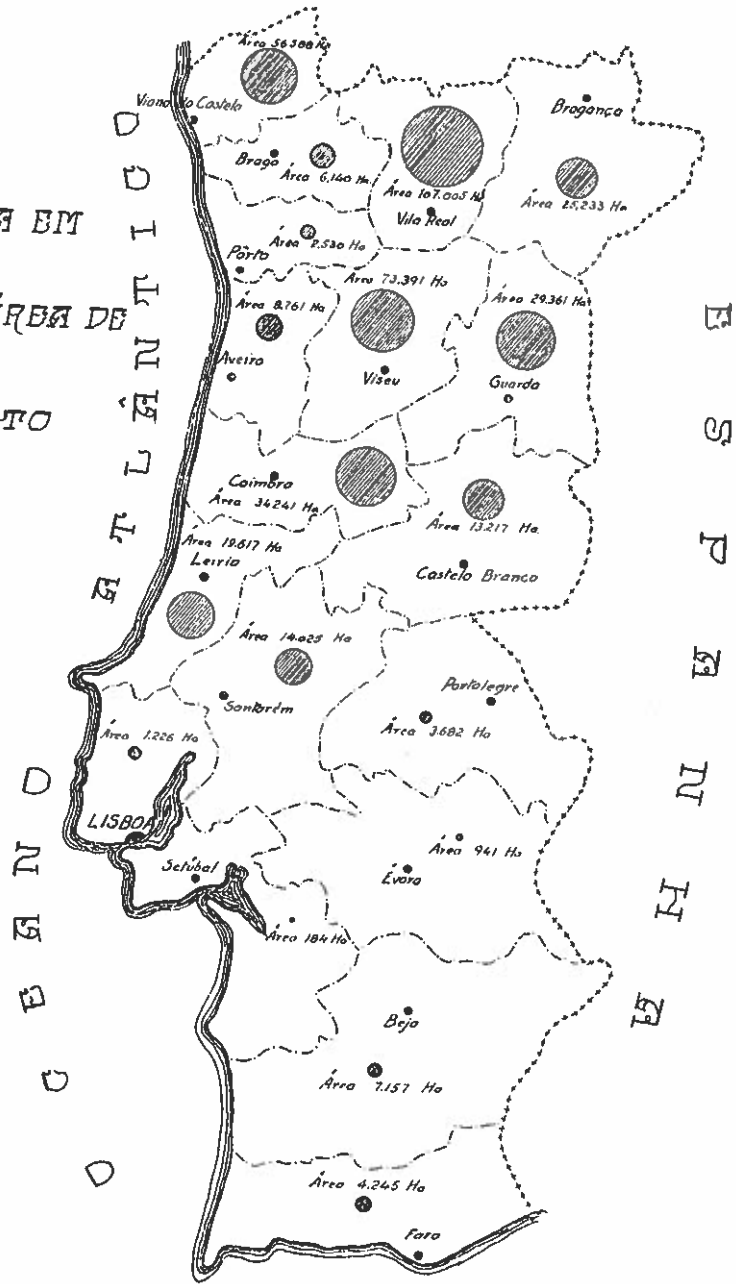 Área 56.388 Ha
Viana do Castelo
Bragança
Braga
Área 6.140 Ha
Área 107.005 Ha
Vila Real
Área 25,233 Ha
A EM
Área 2.530 Ha
Pôrto
ÁREA DE
Área 8.761 Ha
Área 73.391 Ha
Área 29.361 Ha
Aveiro
Viseu
Guarda
TO
Coimbra
Área 34241 Ha
Área 13.217 Ha.
Castelo Branco
Área 19.617 Ha
Leiria
Área 14.025 Ha
Santarém
Portalegre
Área 3.682 Ha
Área 1.226 Ha
LISBOA
Setúbal
Área 941 Ha
Évora
Área 184 Ha
Beja
Área 7.157 Ha
Área 4.245 Ha
Faro
OCEANO ATLÂNTICO
ESPANHA